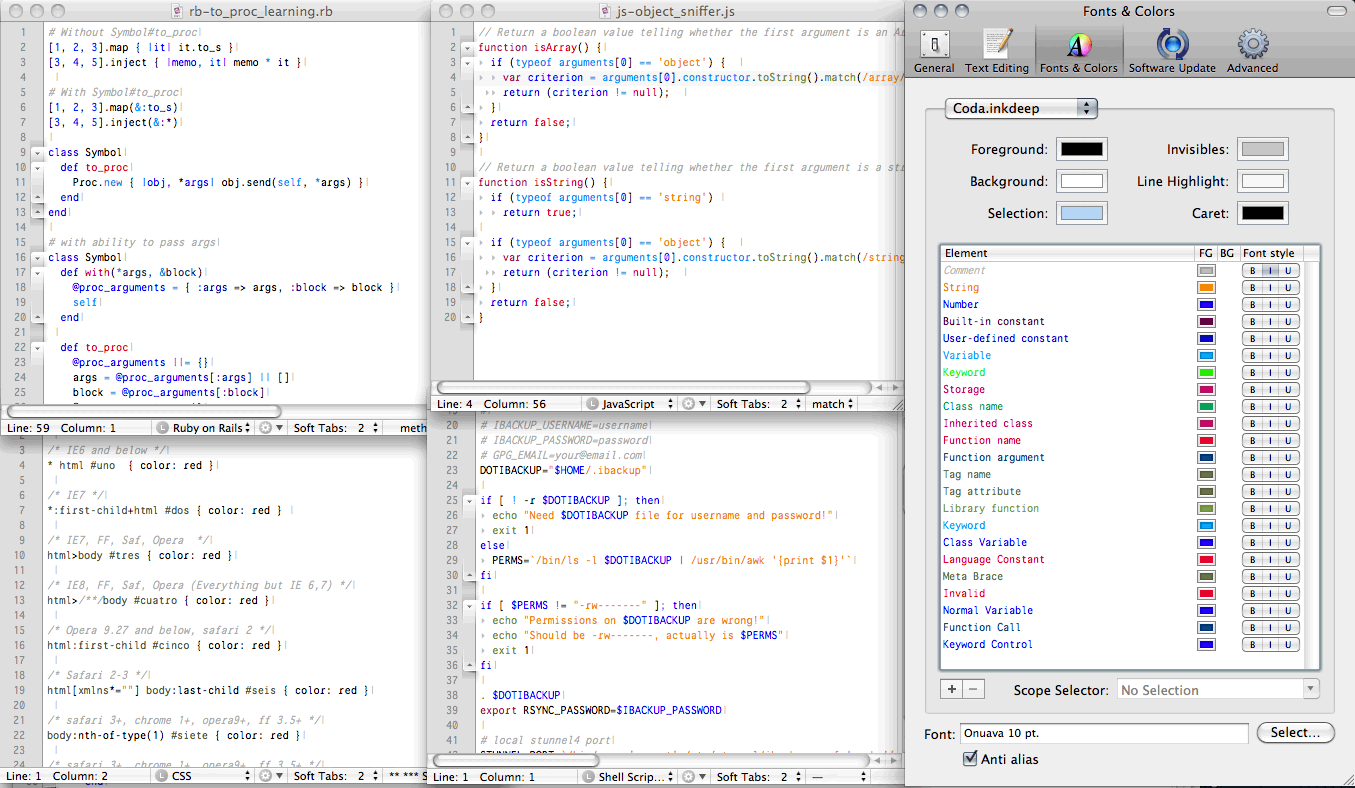 rb-to_proc_learning.rb
1 # Without Symbol#to_proc
2 [1, 2, 3].map { |it| it.to_s }
3 [3, 4, 5].inject { |memo, it| memo * it }
4
5 # With Symbol#to_proc
6 [1, 2, 3].map(&:to_s)
7 [3, 4, 5].inject(&:*)
8
9 class Symbol
10 def to_proc
11 Proc.new { |obj, *args| obj.send(self, *args) }
12 end
13 end
14
15 # with ability to pass args
16 class Symbol
17 def with(*args, &block)
18 @proc_arguments = { :args => args, :block => block }
19 self
20 end
21
22 def to_proc
23 @proc_arguments ||= {}
24 args = @proc_arguments[:args] || []
25 block = @proc_arguments[:block]
Line: 59 Column: 1 Ruby on Rails Soft Tabs: 2 meth
js-object_sniffer.js
1 // Return a boolean value telling whether the first argument is an Ar
2 function isArray() {
3 if (typeof arguments[0] == 'object') {
4 var criterion = arguments[0].constructor.toString().match(/array/
5 return (criterion != null);
6 }
7 return false;
8 }
9
10 // Return a boolean value telling whether the first argument is a str
11 function isString() {
12 if (typeof arguments[0] == 'string')
13 return true;
14
15 if (typeof arguments[0] == 'object') {
16 var criterion = arguments[0].constructor.toString().match(/string
17 return (criterion != null);
18 }
19 return false;
20 }
Line: 4 Column: 56 JavaScript Soft Tabs: 2 match
3 /* IE6 and below */
4 * html #uno { color: red }
5
6 /* IE7 */
7 *:first-child+html #dos { color: red }
8
9 /* IE7, FF, Saf, Opera */
10 html>body #tres { color: red }
11
12 /* IE8, FF, Saf, Opera (Everything but IE 6,7) */
13 html>/**/body #cuatro { color: red }
14
15 /* Opera 9.27 and below, safari 2 */
16 html:first-child #cinco { color: red }
17
18 /* Safari 2-3 */
19 html[xmlns*=""] body:last-child #seis { color: red }
20
21 /* safari 3+, chrome 1+, opera9+, ff 3.5+ */
22 body:nth-of-type(1) #siete { color: red }
23
24 /* safari 3+, chrome 1+, opera9+, ff 3.5+ */
Line: 1 Column: 2 CSS Soft Tabs: 2 ** *** S
19 #
20 # IBACKUP_USERNAME=username
21 # IBACKUP_PASSWORD=password
22 # GPG_EMAIL=your@email.com
23 DOTIBACKUP="$HOME/.ibackup"
24
25 if [ ! -r $DOTIBACKUP ]; then
26 echo "Need $DOTIBACKUP file for username and password!"
27 exit 1
28 else
29 PERMS=`/bin/ls -l $DOTIBACKUP | /usr/bin/awk '{print $1}'`
30 fi
31
32 if [ $PERMS != "-rw-------" ]; then
33 echo "Permissions on $DOTIBACKUP are wrong!"
34 echo "Should be -rw-------, actually is $PERMS"
35 exit 1
36 fi
37
38 . $DOTIBACKUP
39 export RSYNC_PASSWORD=$IBACKUP_PASSWORD
40
41 # local stunnel4 port
Line: 1 Column: 1 Shell Scrip... Soft Tabs: 2 —
Fonts & Colors
General Text Editing Fonts & Colors Software Update Advanced
Coda.inkdeep
Foreground: Invisibles:
Background: Line Highlight:
Selection: Caret:
Element FG BG Font style
Comment B I U
String B I U
Number B I U
Built-in constant B I U
User-defined constant B I U
Variable B I U
Keyword B I U
Storage B I U
Class name B I U
Inherited class B I U
Function name B I U
Function argument B I U
Tag name B I U
Tag attribute B I U
Library function B I U
Keyword B I U
Class Variable B I U
Language Constant B I U
Meta Brace B I U
Invalid B I U
Normal Variable B I U
Function Call B I U
Keyword Control B I U
+ − Scope Selector: No Selection
Font: Onuava 10 pt. Select...
Anti alias